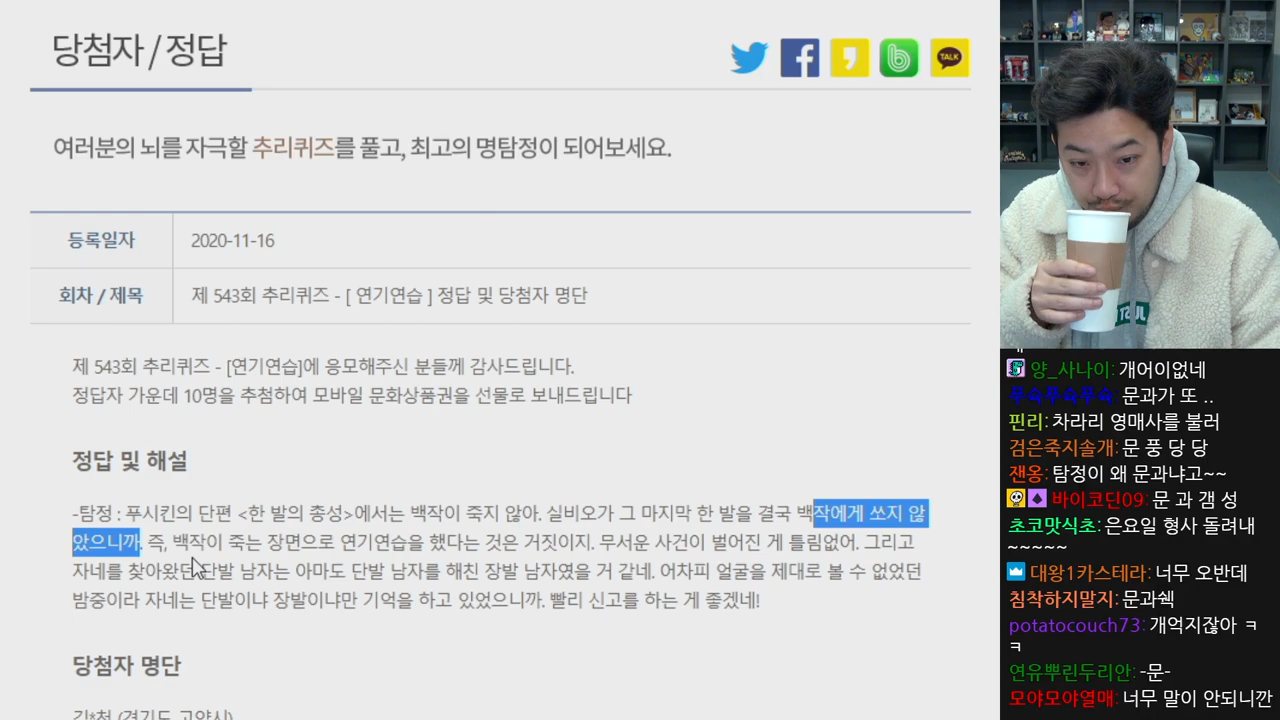 당첨자 / 정답
TALK
여러분의 뇌를 자극할 추리퀴즈를 풀고, 최고의 명탐정이 되어보세요.
등록일자 2020-11-16
회차 / 제목 제 543회 추리퀴즈 - [ 연기연습 ] 정답 및 당첨자 명단
제 543회 추리퀴즈 - [연기연습]에 응모해주신 분들께 감사드립니다.
정답자 가운데 10명을 추첨하여 모바일 문화상품권을 선물로 보내드립니다
정답 및 해설
-탐정 : 푸시킨의 단편 <한 발의 총성>에서는 백작이 죽지 않아. 실비오가 그 마지막 한 발을 결국 백작에게 쏘지 않
았으니까. 즉, 백작이 죽는 장면으로 연기연습을 했다는 것은 거짓이지. 무서운 사건이 벌어진 게 틀림없어. 그리고
자네를 찾아왔던 단발 남자는 아마도 단발 남자를 해친 장발 남자였을 거 같네. 어차피 얼굴을 제대로 볼 수 없었던
밤중이라 자네는 단발이냐 장발이냐만 기억을 하고 있었으니까. 빨리 신고를 하는 게 좋겠네!
당첨자 명단
양_사나이: 개어이없네
푸슉푸슉푸슉: 문과가 또 ..
핀리: 차라리 영매사를 불러
검은죽지솔개: 문 풍 당 당
잰옹: 탐정이 왜 문과냐고~~
바이코딘09: 문 과 갬 성
초코맛식초: 은요일 형사 돌려내
~~~~~
대왕1카스테라: 너무 오반데
침착하지말지: 문과쉑
potatocouch73: 개억지잖아 ㅋ
ㅋ
연유뿌린두리안: -문-
모야모야열매: 너무 말이 안되니깐